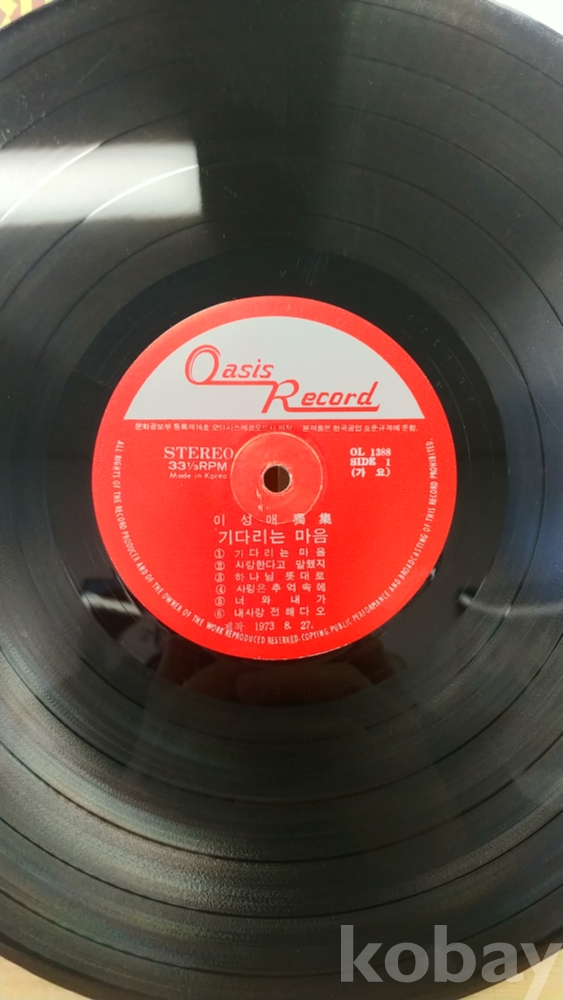 Oasis
Record
문화공보부 등록제16호 오아시스레코오드사 제작 본제품은 한국공업 표준규격에 준함.
STEREO
33⅓RPM
Made in Korea
OL 1388
SIDE 1
(가 요)
이 성 애 獨 集
기다리는 마음
① 기 다 리 는 마 음
② 사랑한다고 말했지
③ 하 나 님 뜻 대 로
④ 사랑은 추억속에
⑤ 너 와 내 가
⑥ 내사랑 전 해 다 오
제작 1973 8. 27.
ALL RIGHTS OF THE RECORD PRODUCER AND OF THE OWNER OF THE WORK REPRODUCED RESERVED. COPYING PUBLIC PERFORMANCE AND BROADCASTING OF THIS RECORD PROHIBITED.
kobay